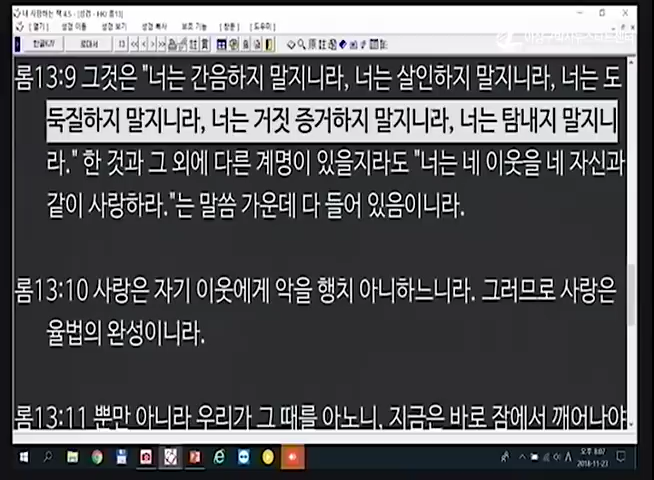 롬13:9 그것은 "너는 간음하지 말지니라, 너는 살인하지 말지니라, 너는 도
둑질하지 말지니라, 너는 거짓 증거하지 말지니라, 너는 탐내지 말지니
라." 한 것과 그 외에 다른 계명이 있을지라도 "너는 네 이웃을 네 자신과
같이 사랑하라."는 말씀 가운데 다 들어 있음이니라.
롬13:10 사랑은 자기 이웃에게 악을 행치 아니하느니라. 그러므로 사랑은
율법의 완성이니라.
롬13:11 뿐만 아니라 우리가 그 때를 아노니, 지금은 바로 잠에서 깨어나야
오후 8:07
2018-11-23